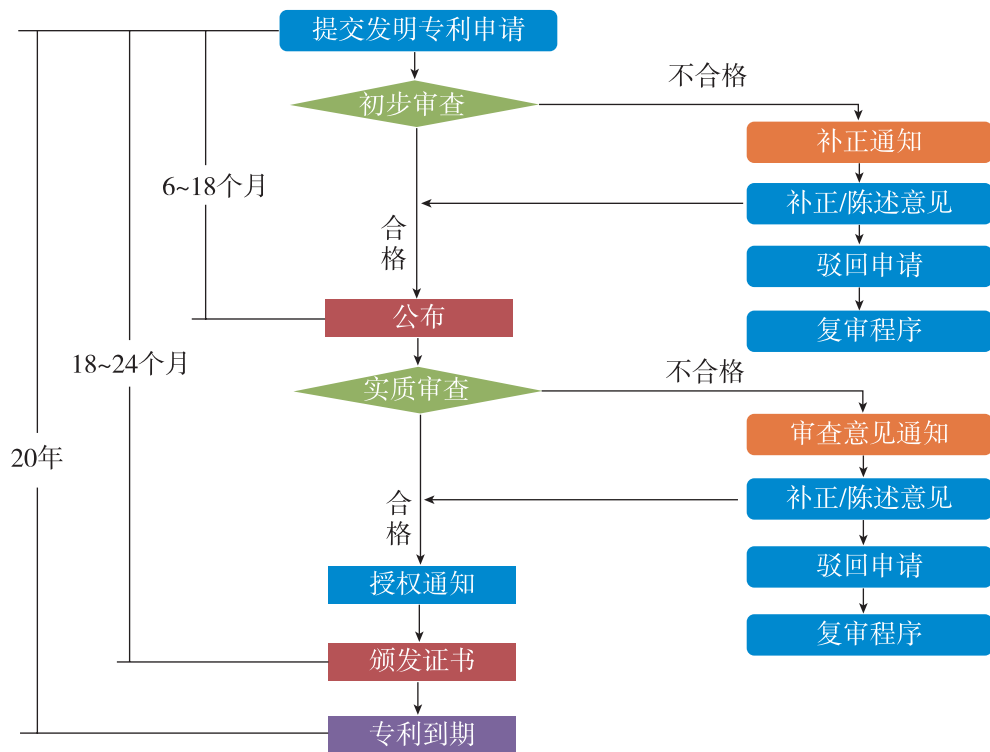 提交发明专利申请
初步审查
不合格
补正通知
补正/陈述意见
驳回申请
复审程序
6~18个月
合
格
公布
18~24个月
实质审查
不合格
审查意见通知
补正/陈述意见
驳回申请
复审程序
20年
合
格
授权通知
颁发证书
专利到期